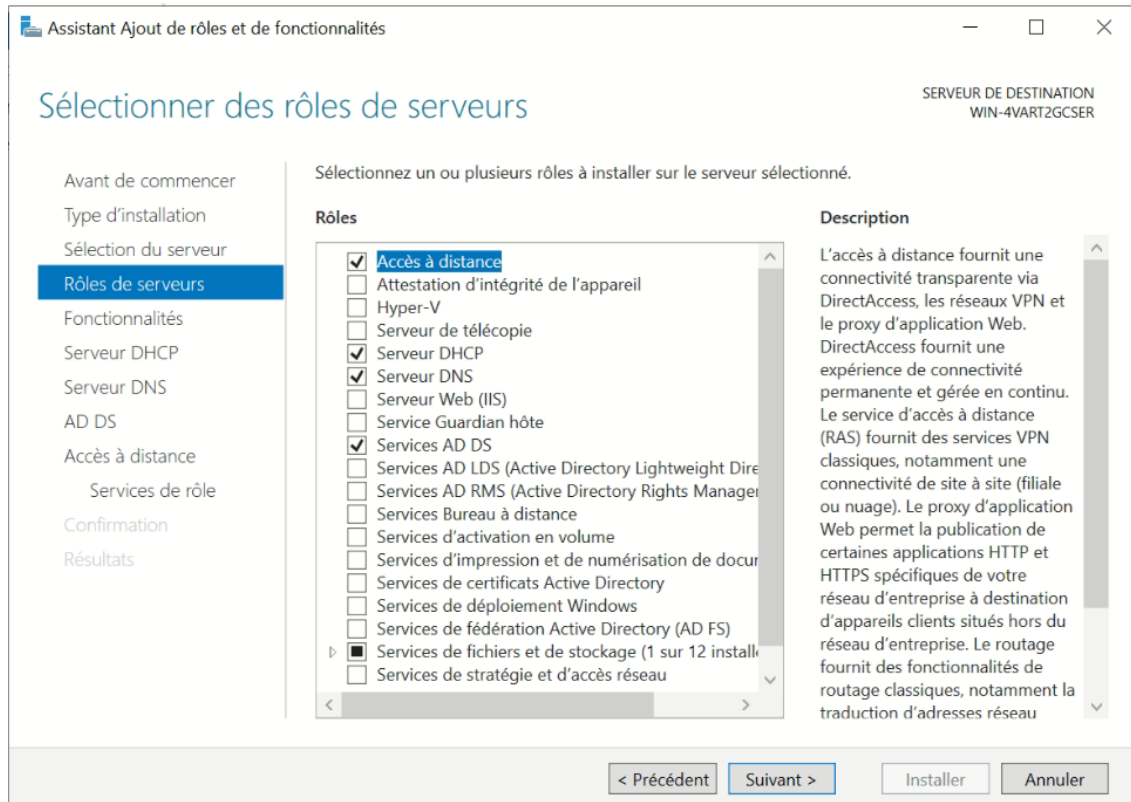 Assistant Ajout de rôles et de fonctionnalités
Sélectionner des rôles de serveurs
SERVEUR DE DESTINATION
WIN-4VART2GCSER
Avant de commencer
Type d'installation
Sélection du serveur
Rôles de serveurs
Fonctionnalités
Serveur DHCP
Serveur DNS
AD DS
Accès à distance
Services de rôle
Confirmation
Résultats
Sélectionnez un ou plusieurs rôles à installer sur le serveur sélectionné.
Rôles
Accès à distance
Attestation d'intégrité de l'appareil
Hyper-V
Serveur de télécopie
Serveur DHCP
Serveur DNS
Serveur Web (IIS)
Service Guardian hôte
Services AD DS
Services AD LDS (Active Directory Lightweight Dire
Services AD RMS (Active Directory Rights Manager
Services Bureau à distance
Services d'activation en volume
Services d'impression et de numérisation de docur
Services de certificats Active Directory
Services de déploiement Windows
Services de fédération Active Directory (AD FS)
Services de fichiers et de stockage (1 sur 12 installé
Services de stratégie et d'accès réseau
Description
L'accès à distance fournit une
connectivité transparente via
DirectAccess, les réseaux VPN et
le proxy d'application Web.
DirectAccess fournit une
expérience de connectivité
permanente et gérée en continu.
Le service d'accès à distance
(RAS) fournit des services VPN
classiques, notamment une
connectivité de site à site (filiale
ou nuage). Le proxy d'application
Web permet la publication de
certaines applications HTTP et
HTTPS spécifiques de votre
réseau d'entreprise à destination
d'appareils clients situés hors du
réseau d'entreprise. Le routage
fournit des fonctionnalités de
routage classiques, notamment la
traduction d'adresses réseau
< Précédent
Suivant >
Installer
Annuler